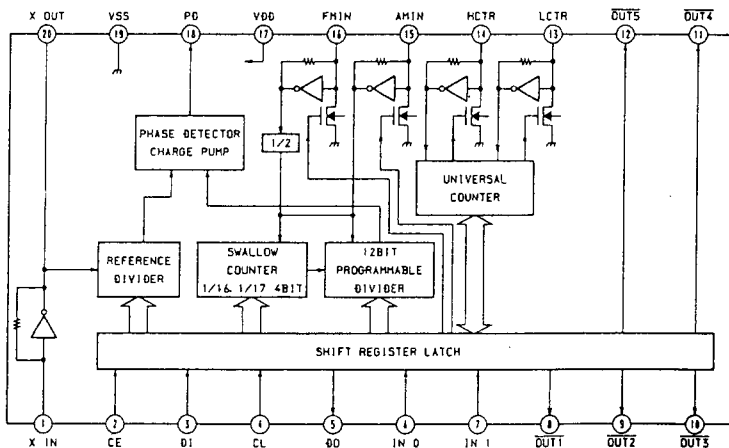 X OUT VSS PD VDD FMIN AMIN HCTR LCTR OUT5 OUT4
20 19 18 17 16 15 14 13 12 11
PHASE DETECTOR
CHARGE PUMP
1/2
UNIVERSAL
COUNTER
REFERENCE
DIVIDER
SWALLOW
COUNTER
1/16& 1/17 4BIT
12BIT
PROGRAMMABLE
DIVIDER
SHIFT REGISTER LATCH
1 2 3 4 5 6 7 8 9 10
X IN CE DI CL DO IN 0 IN 1 OUT1 OUT2 OUT3